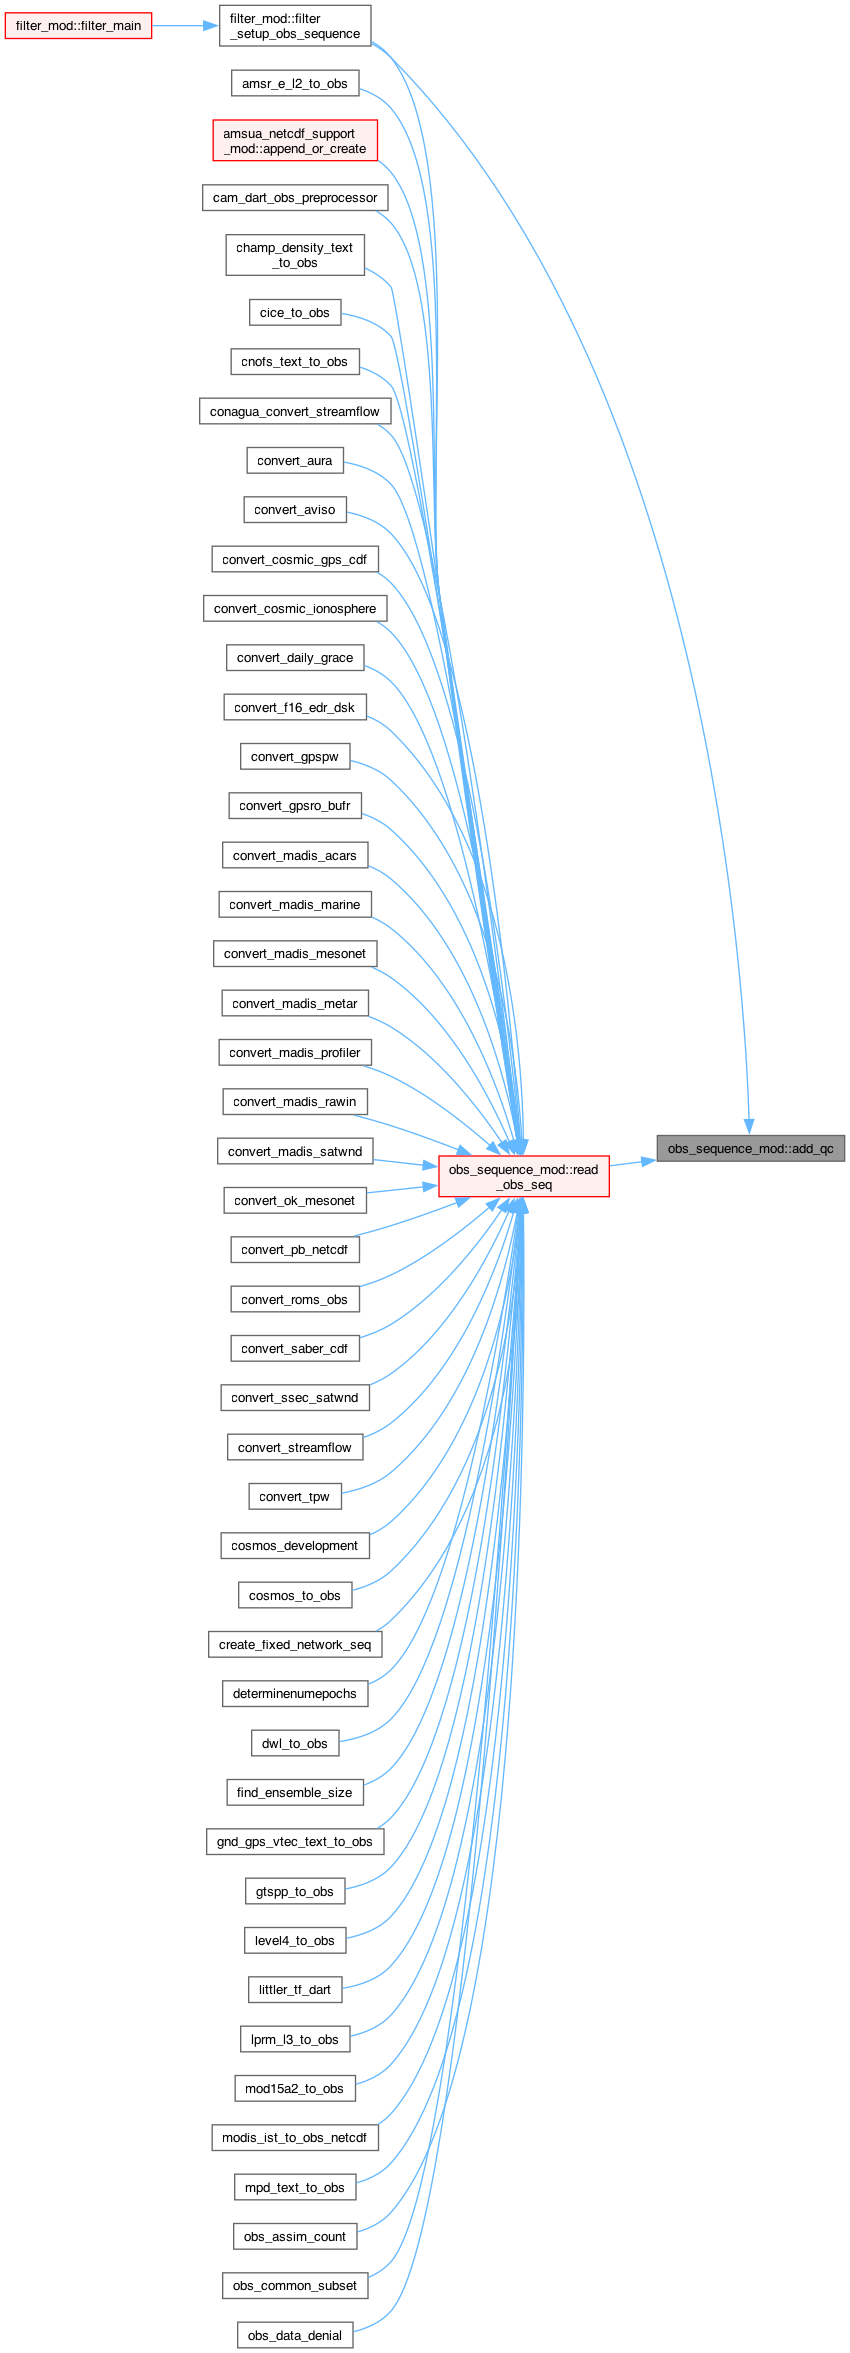 filter_mod::filter_main
filter_mod::filter
_setup_obs_sequence
amsr_e_l2_to_obs
amsua_netcdf_support
_mod::append_or_create
cam_dart_obs_preprocessor
champ_density_text
_to_obs
cice_to_obs
cnofs_text_to_obs
conagua_convert_streamflow
convert_aura
convert_aviso
convert_cosmic_gps_cdf
convert_cosmic_ionosphere
convert_daily_grace
convert_f16_edr_dsk
convert_gpspw
convert_gpsro_bufr
convert_madis_acars
convert_madis_marine
convert_madis_mesonet
convert_madis_metar
convert_madis_profiler
convert_madis_rawin
convert_madis_satwnd
obs_sequence_mod::add_qc
obs_sequence_mod::read
_obs_seq
convert_ok_mesonet
convert_pb_netcdf
convert_roms_obs
convert_saber_cdf
convert_ssec_satwnd
convert_streamflow
convert_tpw
cosmos_development
cosmos_to_obs
create_fixed_network_seq
determinenumepochs
dwl_to_obs
find_ensemble_size
gnd_gps_vtec_text_to_obs
gtspp_to_obs
level4_to_obs
littler_tf_dart
lprm_l3_to_obs
mod15a2_to_obs
modis_ist_to_obs_netcdf
mpd_text_to_obs
obs_assim_count
obs_common_subset
obs_data_denial